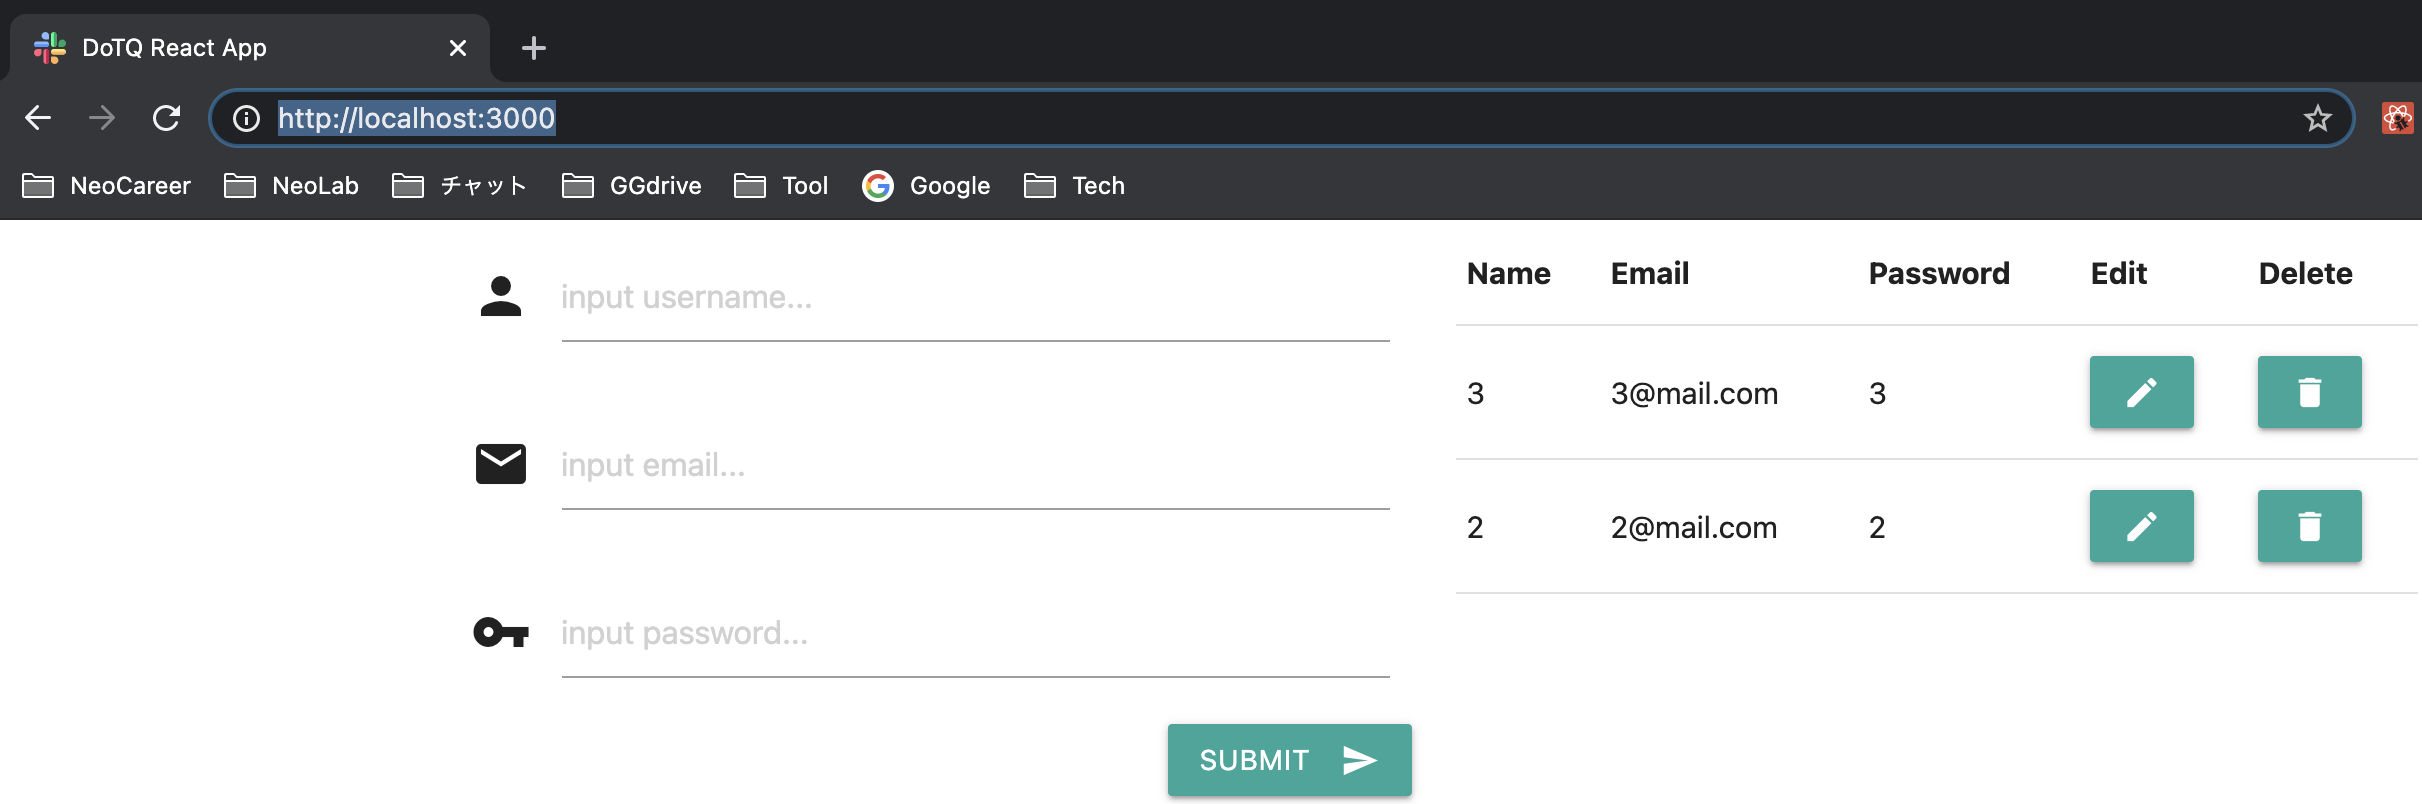 DoTQ React App
http://localhost:3000
NeoCareer NeoLab チャット GGdrive Tool Google Tech
input username...
input email...
input password...
SUBMIT
Name Email Password Edit Delete
3 3@mail.com 3
2 2@mail.com 2